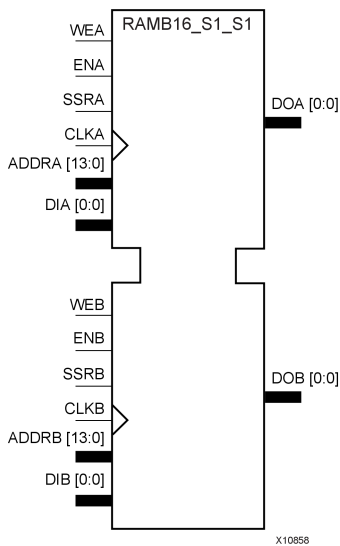 RAMB16_S1_S1
WEA
ENA
SSRA
CLKA
ADDRA [13:0]
DIA [0:0]
DOA [0:0]
WEB
ENB
SSRB
CLKB
ADDRB [13:0]
DIB [0:0]
DOB [0:0]
X10858